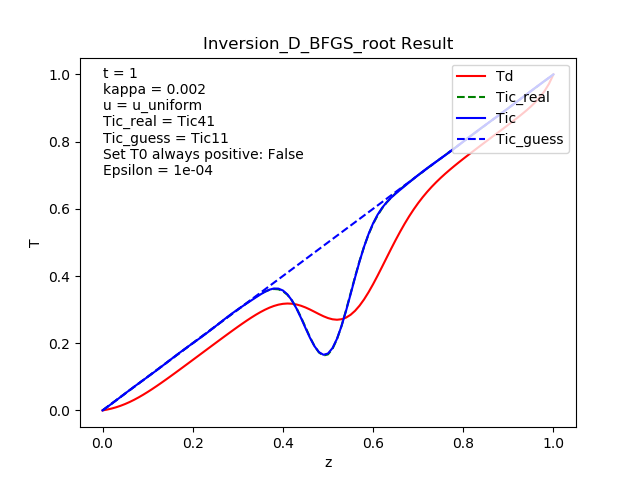 Inversion_D_BFGS_root Result
t = 1
kappa = 0.002
u = u_uniform
Tic_real = Tic41
Tic_guess = Tic11
Set T0 always positive: False
Epsilon = 1e-04
Td
Tic_real
Tic
Tic_guess
T
1.0
0.8
0.6
0.4
0.2
0.0
0.0 0.2 0.4 0.6 0.8 1.0
z